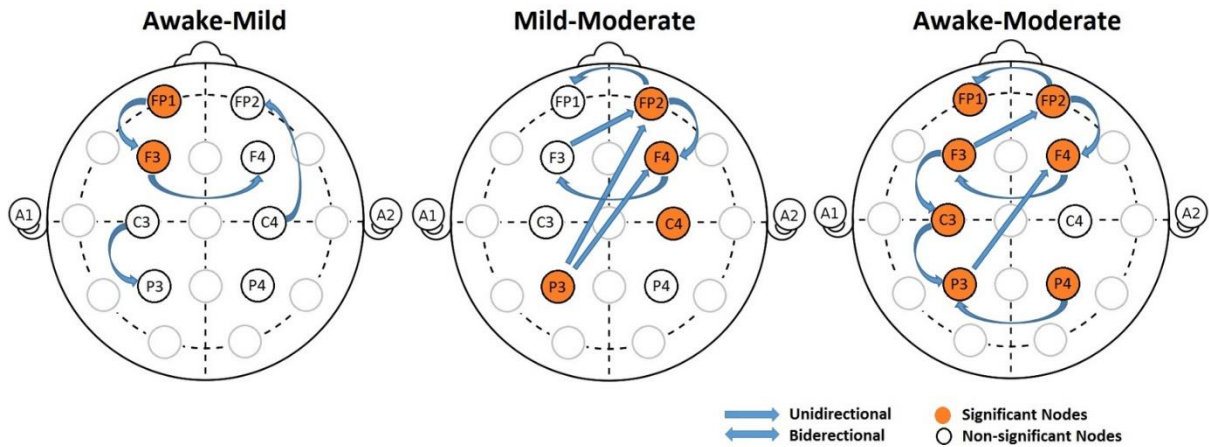 Awake-Mild Mild-Moderate Awake-Moderate
FP1 FP2 FP1 FP2 FP1 FP2
F3 F4 F3 F4 F3 F4
A1 C3 C4 A2 A1 C3 C4 A2 A1 C3 C4 A2
P3 P4 P3 P4 P3 P4
Unidirectional Significant Nodes
Biderectional Non-significant Nodes